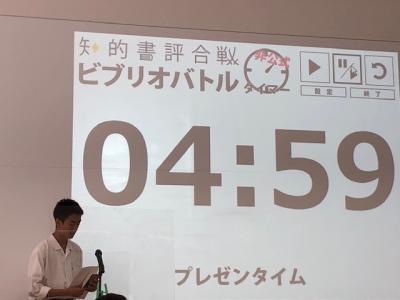 知的書評合戦
ビブリオバトル
非公式
タイマー
設定
終了
04:59
プレゼンタイム